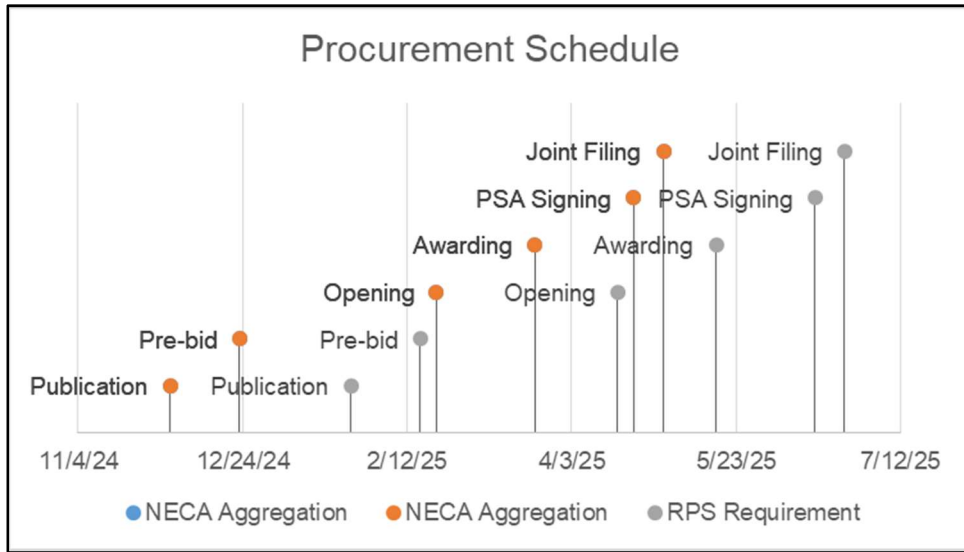 Procurement Schedule
Joint Filing Joint Filing
PSA Signing PSA Signing
Awarding Awarding
Opening Opening
Pre-bid Pre-bid
Publication Publication
11/4/24 12/24/24 2/12/25 4/3/25 5/23/25 7/12/25
NECA Aggregation NECA Aggregation RPS Requirement